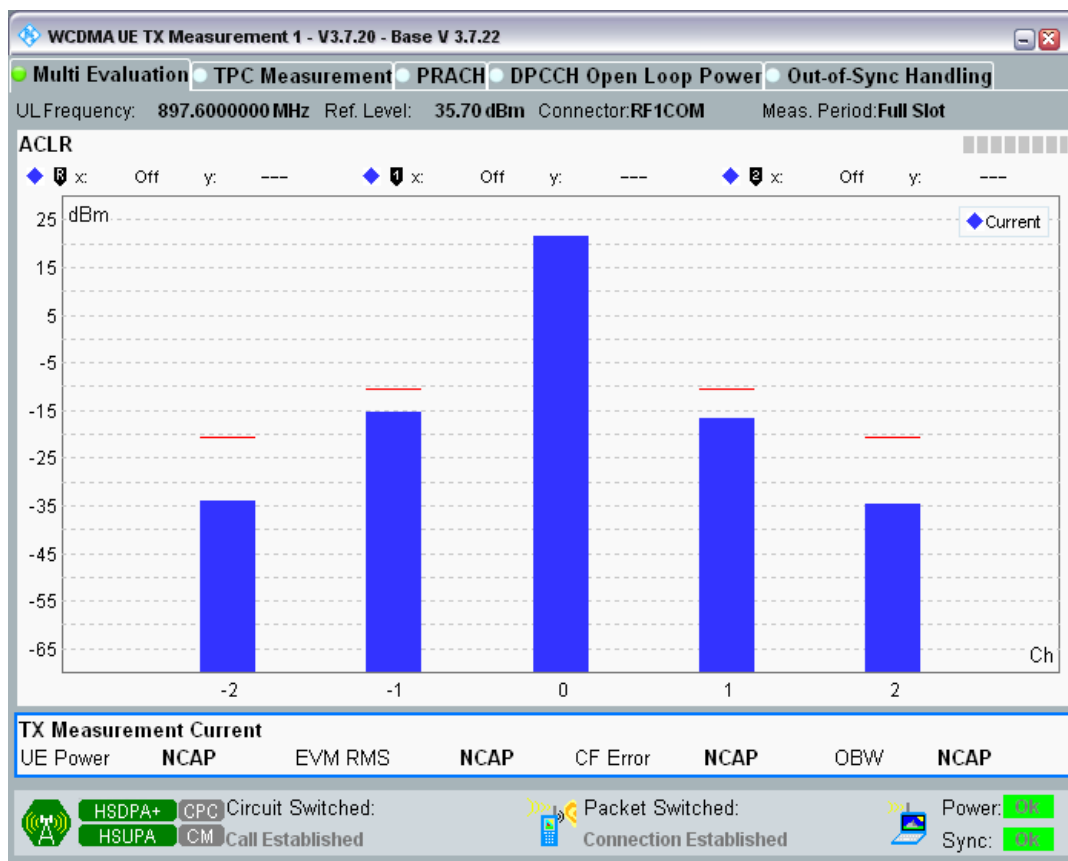 WCDMA UE TX Measurement 1 - V3.7.20 - Base V 3.7.22
Multi Evaluation TPC Measurement PRACH DPCCH Open Loop Power Out-of-Sync Handling
UL Frequency: 897.6000000 MHz Ref. Level: 35.70 dBm Connector:RF1COM Meas. Period:Full Slot
ACLR
R x: Off y: --- 1 x: Off y: --- 2 x: Off y: ---
dBm
Current
25
15
5
-5
-15
-25
-35
-45
-55
-65
Ch
-2 -1 0 1 2
TX Measurement Current
UE Power NCAP EVM RMS NCAP CF Error NCAP OBW NCAP
HSDPA+ CPC Circuit Switched: Packet Switched: Power: Ok
HSUPA CM Call Established Connection Established Sync: Ok